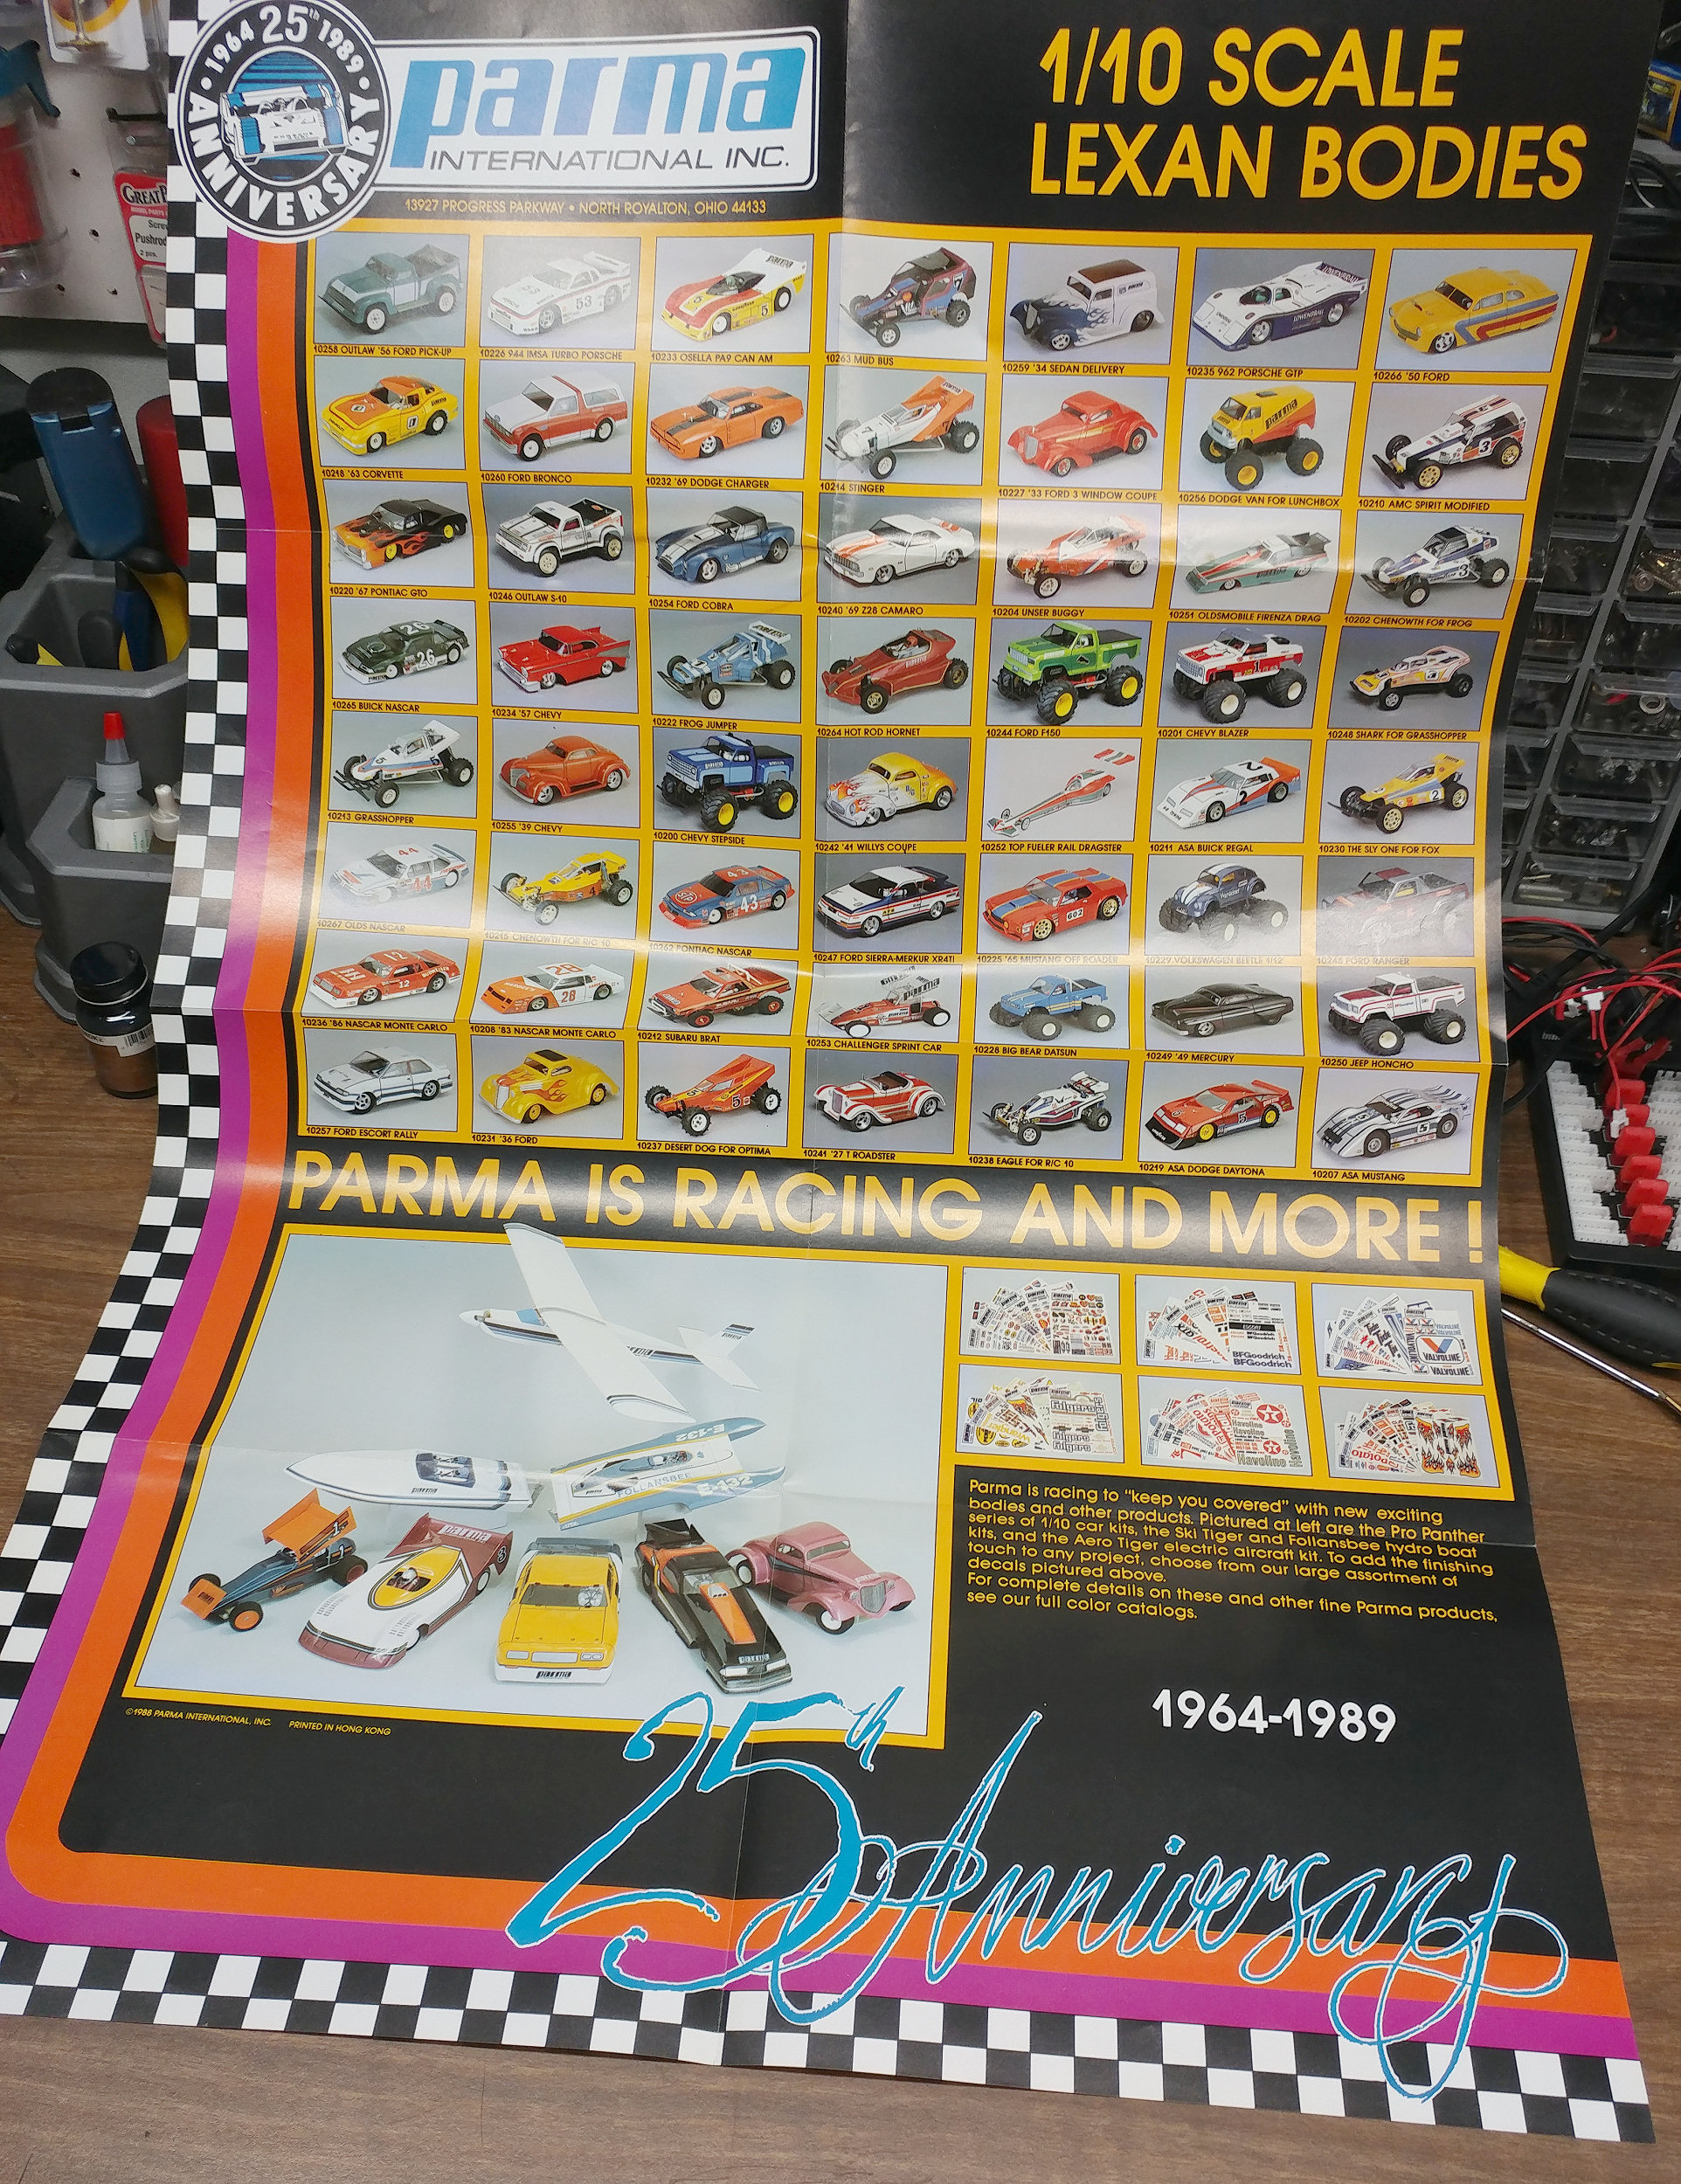 1964 25th 1989
ANNIVERSARY
parma
INTERNATIONAL INC.
13927 PROGRESS PARKWAY • NORTH ROYALTON, OHIO 44133
1/10 SCALE
LEXAN BODIES
10258 OUTLAW '56 FORD PICK-UP
10226 944 IMSA TURBO PORSCHE
10233 OSELLA PA9 CAN AM
10263 MUD BUS
10259 '34 SEDAN DELIVERY
10235 962 PORSCHE GTP
10266 '50 FORD
10218 '63 CORVETTE
10260 FORD BRONCO
10232 '69 DODGE CHARGER
10214 STINGER
10227 '33 FORD 3 WINDOW COUPE
10256 DODGE VAN FOR LUNCHBOX
10210 AMC SPIRIT MODIFIED
10220 '67 PONTIAC GTO
10246 OUTLAW S-10
10254 FORD COBRA
10240 '69 Z28 CAMARO
10204 UNSER BUGGY
10251 OLDSMOBILE FIRENZA DRAG
10202 CHENOWTH FOR FROG
10265 BUICK NASCAR
10234 '57 CHEVY
10222 FROG JUMPER
10264 HOT ROD HORNET
10244 FORD F150
10201 CHEVY BLAZER
10248 SHARK FOR GRASSHOPPER
10213 GRASSHOPPER
10255 '39 CHEVY
10200 CHEVY STEPSIDE
10242 '41 WILLYS COUPE
10252 TOP FUELER RAIL DRAGSTER
10211 ASA BUICK REGAL
10230 THE SLY ONE FOR FOX
10267 OLDS NASCAR
10215 CHENOWTH FOR R/C 10
10262 PONTIAC NASCAR
10247 FORD SIERRA-MERKUR XR4TI
10225 '65 MUSTANG OFF ROADER
10229 VOLKSWAGEN BEETLE 1/12
10245 FORD RANGER
10236 '86 NASCAR MONTE CARLO
10208 '83 NASCAR MONTE CARLO
10212 SUBARU BRAT
10253 CHALLENGER SPRINT CAR
10228 BIG BEAR DATSUN
10249 '49 MERCURY
10250 JEEP HONCHO
10257 FORD ESCORT RALLY
10231 '36 FORD
10237 DESERT DOG FOR OPTIMA
10241 '27 T ROADSTER
10238 EAGLE FOR R/C 10
10219 ASA DODGE DAYTONA
10207 ASA MUSTANG
PARMA IS RACING AND MORE !
E-132
FOLLANSBEE
E-132
parma
parma
BFGoodrich
BFGoodrich
VALVOLINE
Folgers
Havoline
Havoline
Parma is racing to "keep you covered" with new exciting
bodies and other products. Pictured at left are the Pro Panther
series of 1/10 car kits, the Ski Tiger and Follansbee hydro boat
kits, and the Aero Tiger electric aircraft kit. To add the finishing
touch to any project, choose from our large assortment of
decals pictured above.
For complete details on these and other fine Parma products,
see our full color catalogs.
©1988 PARMA INTERNATIONAL, INC. PRINTED IN HONG KONG
1964-1989
25th Anniversary